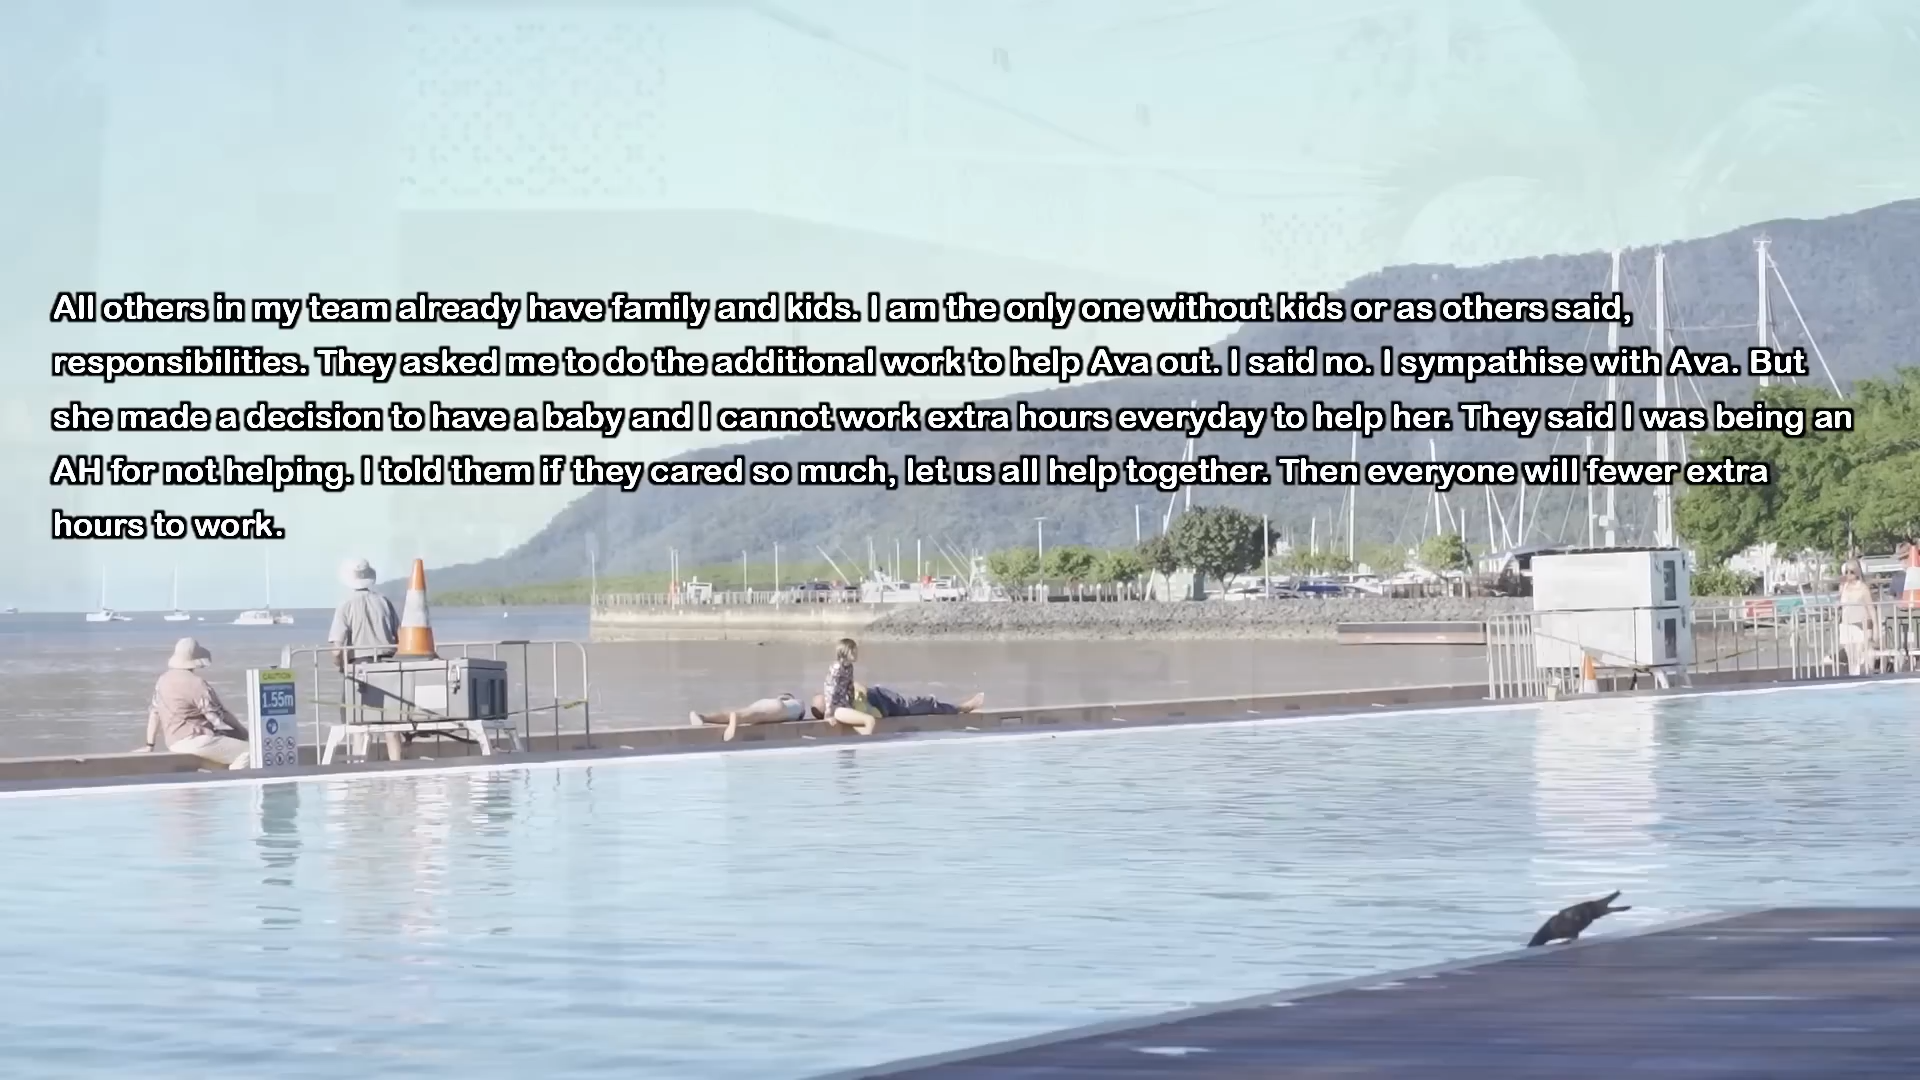 All others in my team already have family and kids. I am the only one without kids or as others said,
responsibilities. They asked me to do the additional work to help Ava out. I said no. I sympathise with Ava. But
she made a decision to have a baby and I cannot work extra hours everyday to help her. They said I was being an
AH for not helping. I told them if they cared so much, let us all help together. Then everyone will fewer extra
hours to work.
CAUTION
1.55m